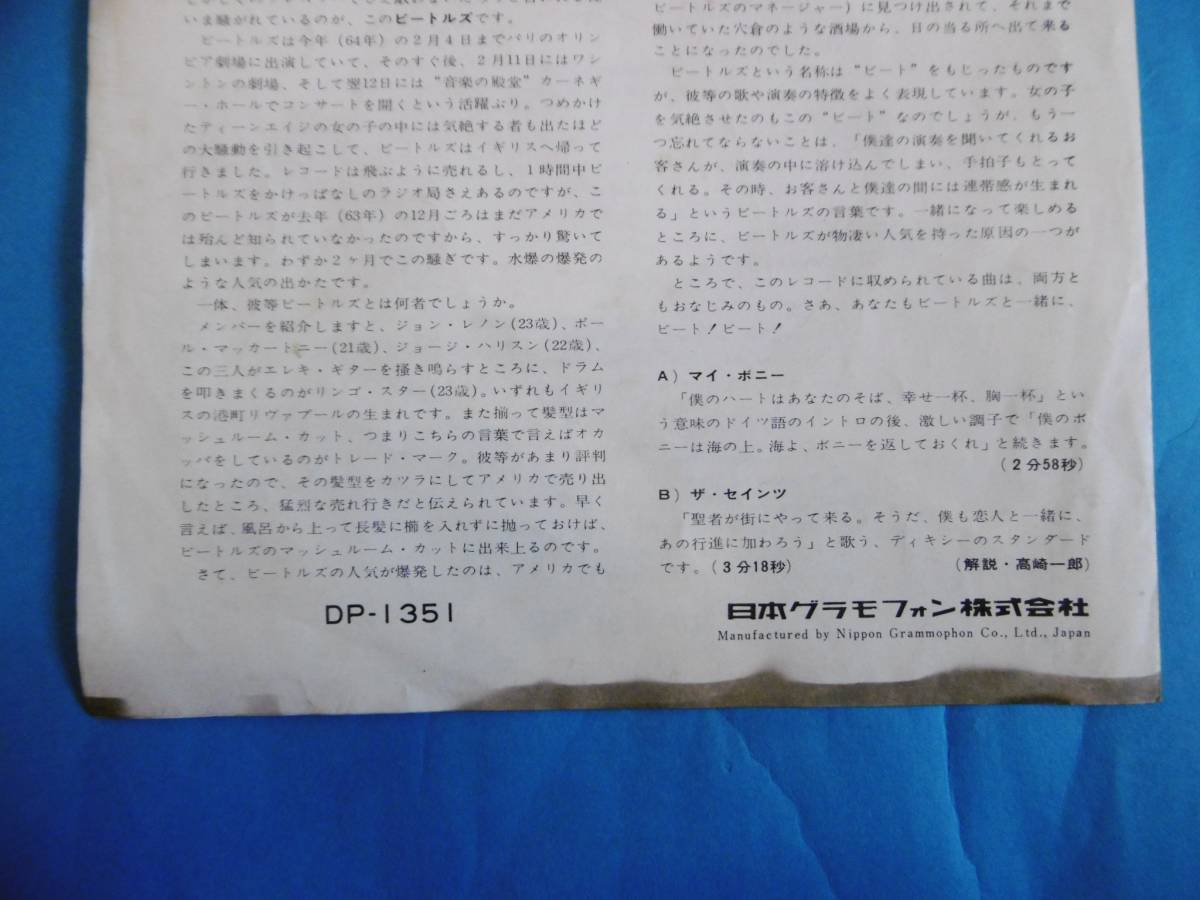 いま騒がれているのが、このビートルズです。
ビートルズは今年(64年)の2月4日までパリのオリン
ピア劇場に出演していて、そのすぐ後、2月11日にはワシ
ントンの劇場、そして翌12日には“音楽の殿堂”カーネギ
ー・ホールでコンサートを開くという活躍ぶり。つめかけ
たティーンエイジの女の子の中には気絶する者も出たほど
の大騒動を引き起こして、ビートルズはイギリスへ帰って
行きました。レコードは飛ぶように売れるし、1時間中ビ
ートルズをかけっぱなしのラジオ局さえあるのですが、こ
のビートルズが去年(63年)の12月ごろはまだアメリカで
は殆んど知られていなかったのですから、すっかり驚いて
しまいます。わずか2ヶ月でこの騒ぎです。水爆の爆発の
ような人気の出かたです。
一体、彼等ビートルズとは何者でしょうか。
メンバーを紹介しますと、ジョン・レノン(23歳)、ポー
ル・マッカートニー(21歳)、ジョージ・ハリスン(22歳)、
この三人がエレキ・ギターを掻き鳴らすところに、ドラム
を叩きまくるのがリンゴ・スター(23歳)。いずれもイギリ
スの港町リヴァプールの生まれです。また揃って髪型はマ
ッシュルーム・カット、つまりこちらの言葉で言えばオカ
ッパをしているのがトレード・マーク。彼等があまり評判
になったので、その髪型をカツラにしてアメリカで売り出
したところ、猛烈な売れ行きだと伝えられています。早く
言えば、風呂から上って長髪に櫛を入れずに抛っておけば、
ビートルズのマッシュルーム・カットに出来上るのです。
さて、ビートルズの人気が爆発したのは、アメリカでも
DP-1351
ビートルズのマネージャー)に見つけ出されて、それまで
働いていた穴倉のような酒場から、日の当る所へ出て来る
ことになったのでした。
ビートルズという名称は“ビート”をもじったものです
が、彼等の歌や演奏の特徴をよく表現しています。女の子
を気絶させたのもこの“ビート”なのでしょうが、もう一
つ忘れてならないことは、「僕達の演奏を聞いてくれるお
客さんが、演奏の中に溶け込んでしまい、手拍子もとって
くれる。その時、お客さんと僕達の間には連帯感が生まれ
る」というビートルズの言葉です。一緒になって楽しめる
ところに、ビートルズが物凄い人気を持った原因の一つが
あるようです。
ところで、このレコードに収められている曲は、両方と
もおなじみのもの。さあ、あなたもビートルズと一緒に、
ビート!ビート!
A) マイ・ボニー
「僕のハートはあなたのそば、幸せ一杯、胸一杯」とい
う意味のドイツ語のイントロの後、激しい調子で「僕のボ
ニーは海の上。海よ、ボニーを返しておくれ」と続きます。
(2分58秒)
B) ザ・セインツ
「聖者が街にやって来る。そうだ、僕も恋人と一緒に、
あの行進に加わろう」と歌う、ディキシーのスタンダード
です。(3分18秒) (解説・高崎一郎)
日本グラモフォン株式会社
Manufactured by Nippon Grammophon Co., Ltd., Japan